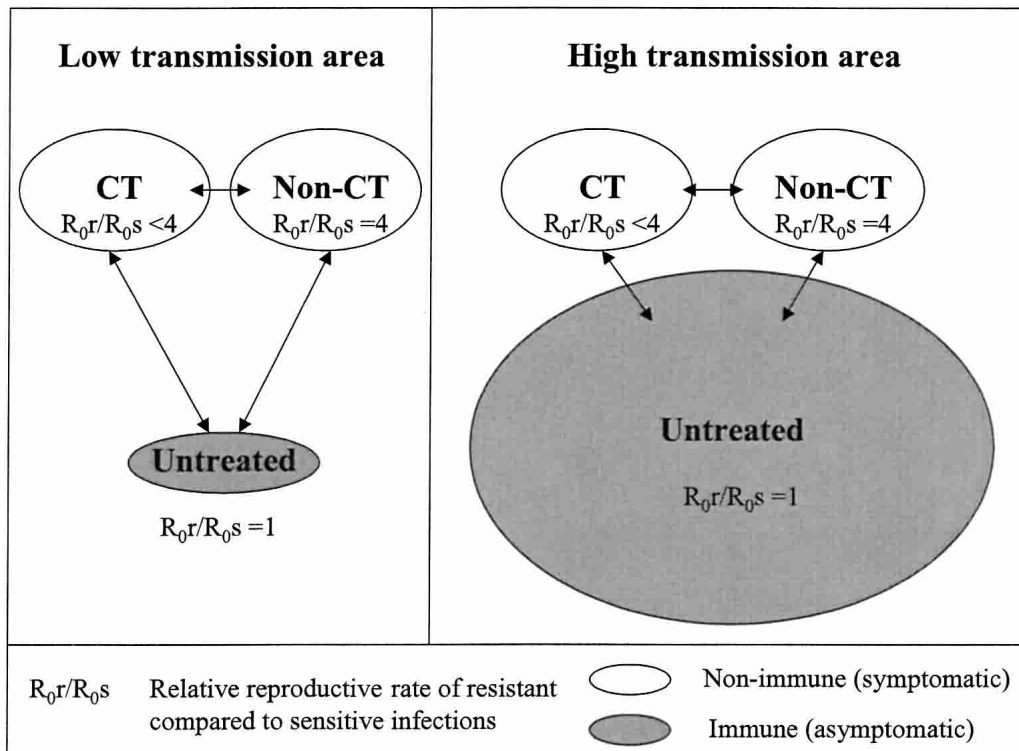 Low transmission area
CT
R₀r/R₀s <4
Non-CT
R₀r/R₀s =4
Untreated
R₀r/R₀s =1
High transmission area
CT
R₀r/R₀s <4
Non-CT
R₀r/R₀s =4
Untreated
R₀r/R₀s =1
R₀r/R₀s
Relative reproductive rate of resistant
compared to sensitive infections
Non-immune (symptomatic)
Immune (asymptomatic)